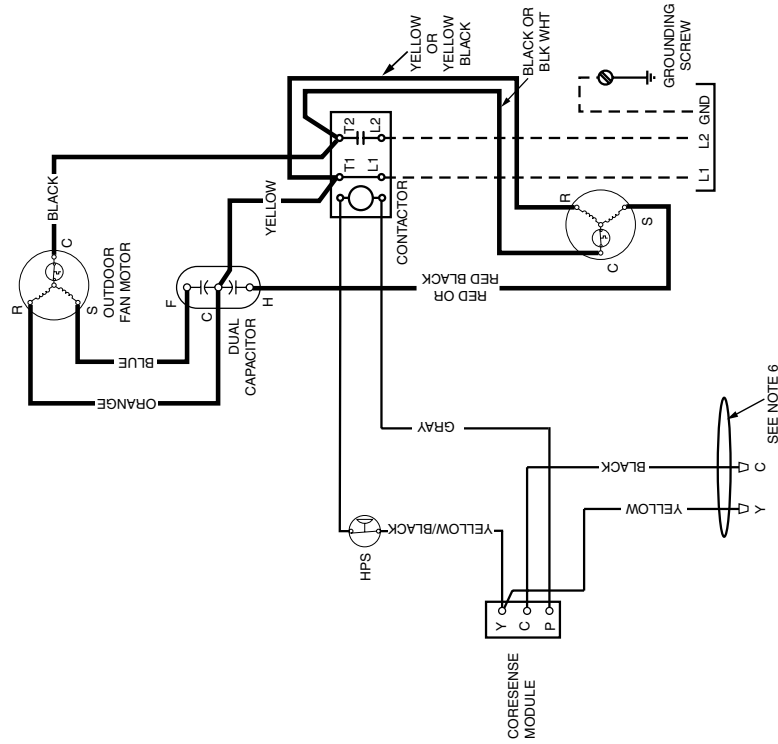 YELLOW
OR
YELLOW
BLACK
BLACK OR
BLK WHT
GROUNDING
SCREW
BLACK
C
R
S
OUTDOOR
FAN MOTOR
YELLOW
T2
L2
T1
L1
CONTACTOR
GND
L2
L1
F
C
H
DUAL
CAPACITOR
BLUE
ORANGE
R
S
C
RED OR
RED BLACK
GRAY
HPS
YELLOW/BLACK
BLACK
YELLOW
SEE NOTE 6
C
Y
Y
C
P
CORESENSE
MODULE